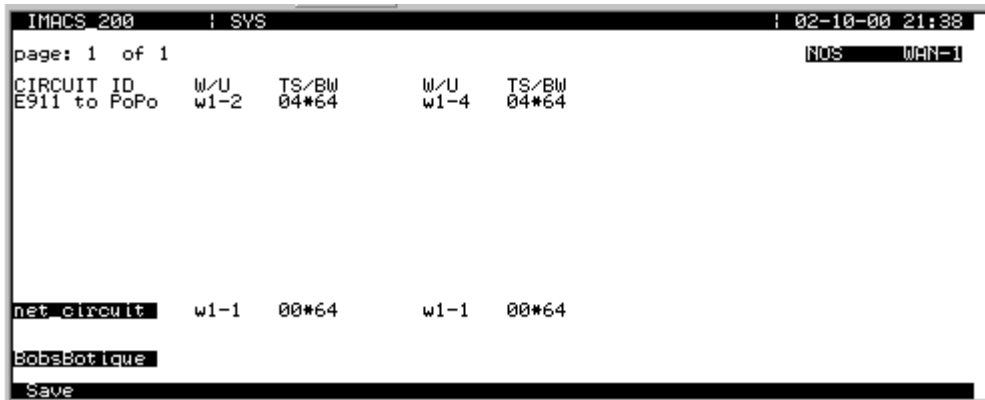 IMACS_200 | SYS | 02-10-00 21:38
page: 1 of 1 NOS WAN-1
CIRCUIT ID W/U TS/BW W/U TS/BW
E911 to PoPo w1-2 04*64 w1-4 04*64
net_circuit w1-1 00*64 w1-1 00*64
BobsBotique
Save